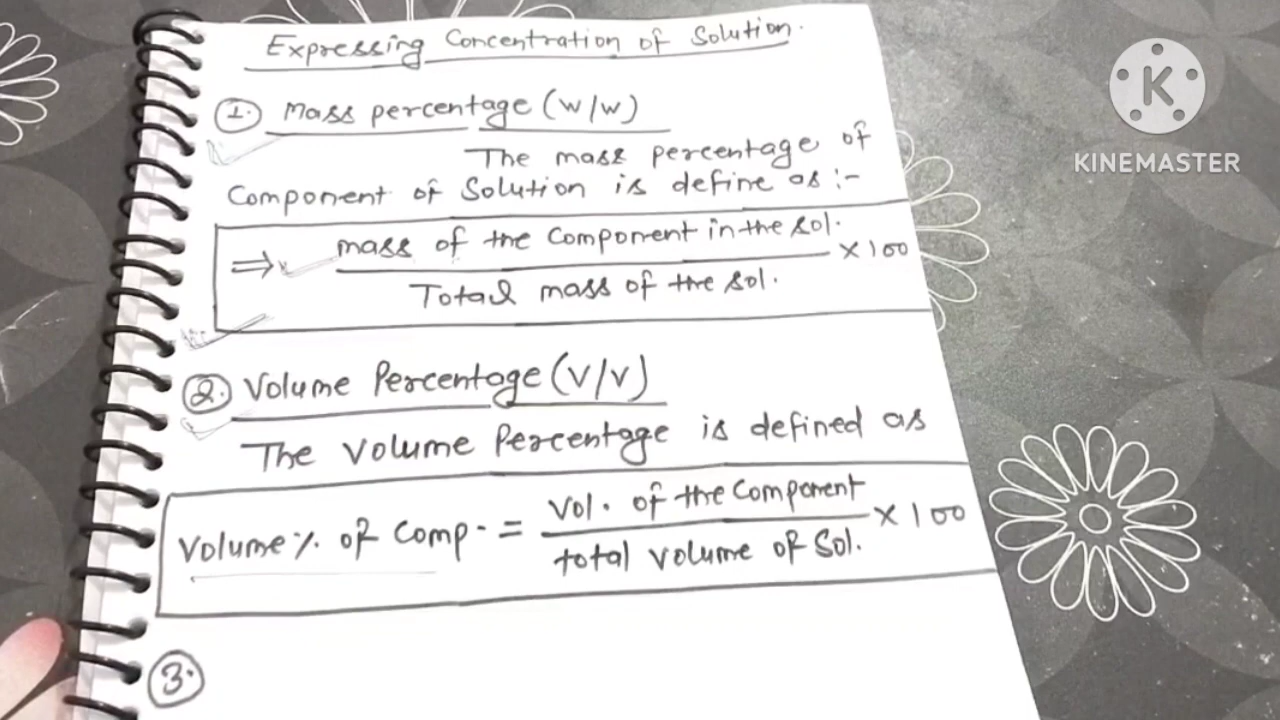 Expressing Concentration of Solution.
1. Mass percentage (w/w)
The mass percentage of
Component of Solution is define as :-
⇒ mass of the Component in the sol. × 100
Total mass of the sol.
2. Volume Percentage (V/V)
The Volume Percentage is defined as
Volume % of Comp. = Vol. of the Component × 100
total volume of Sol.
3.
K
KINEMASTER